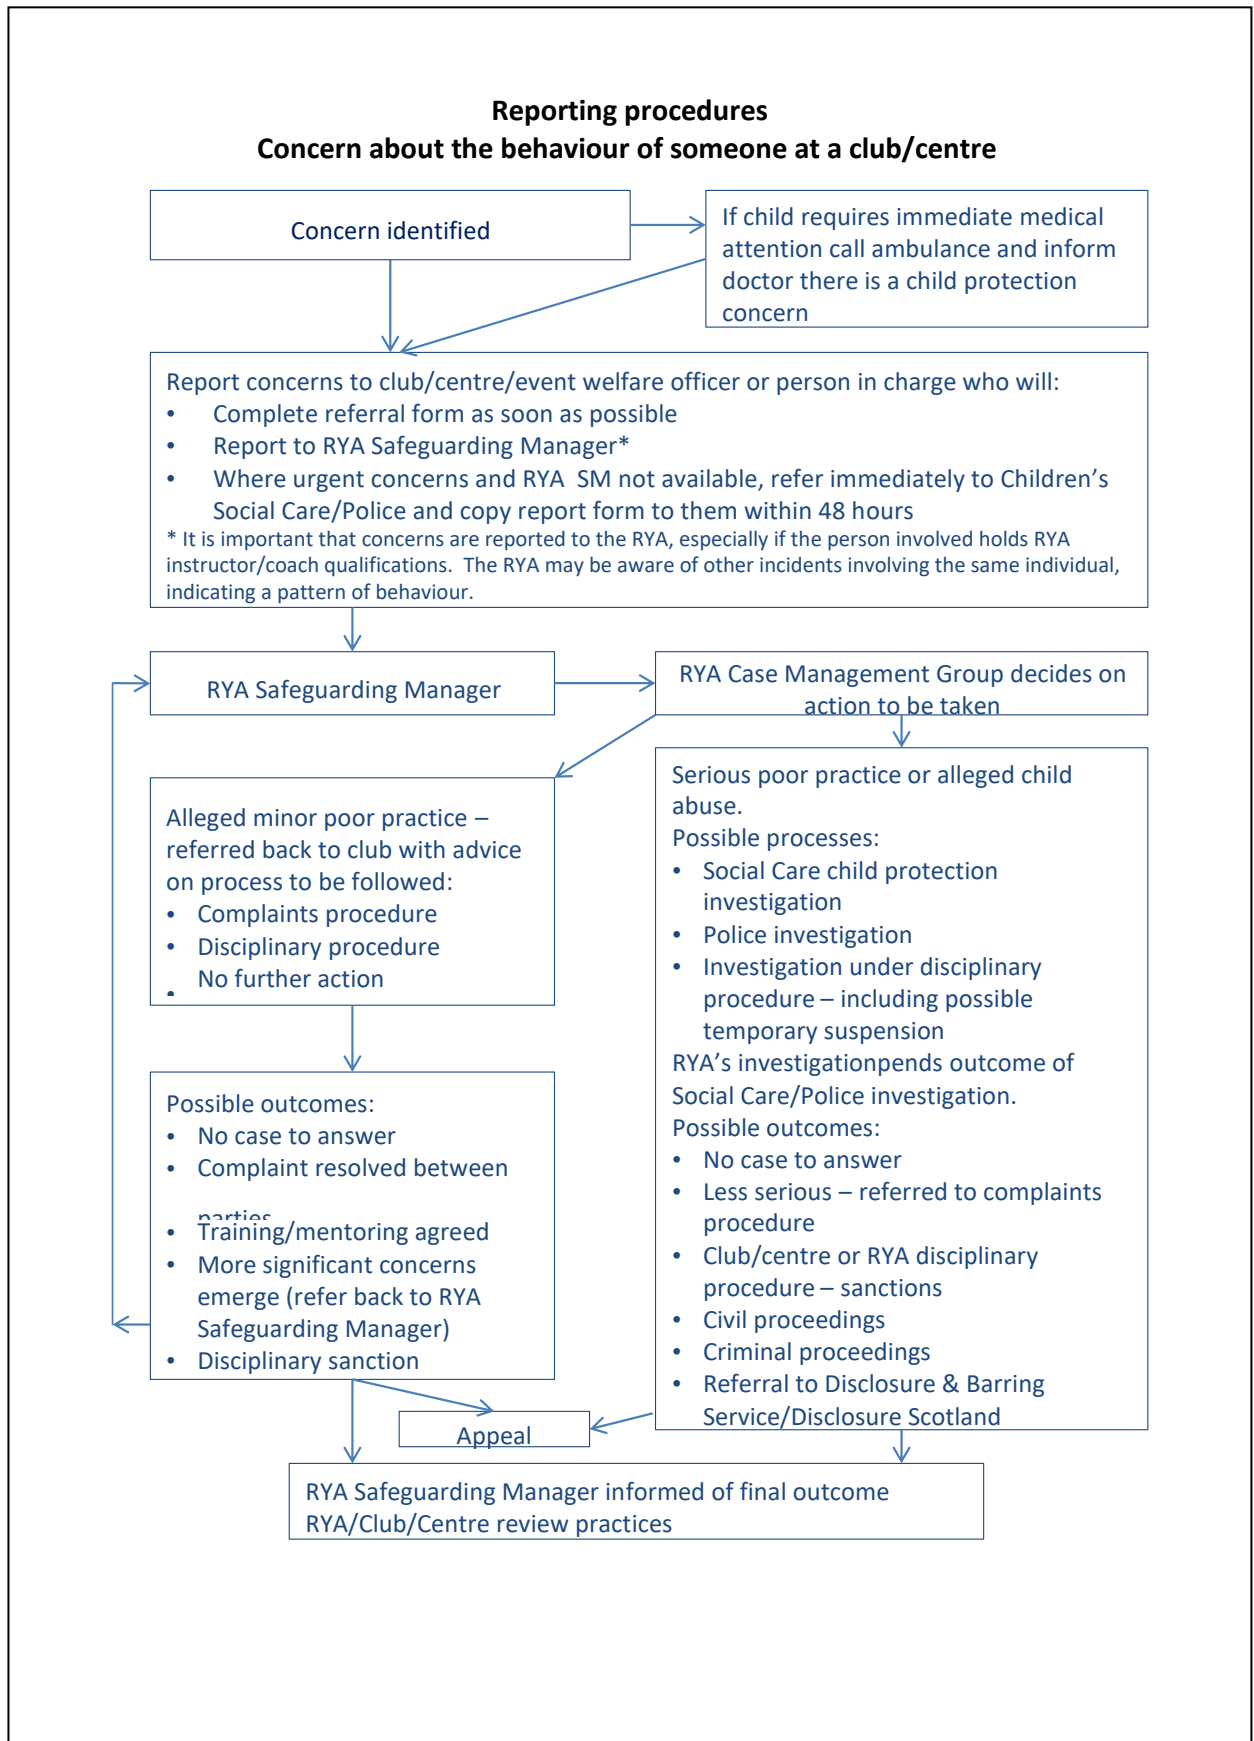 Reporting procedures
Concern about the behaviour of someone at a club/centre
Concern identified
If child requires immediate medical
attention call ambulance and inform
doctor there is a child protection
concern
Report concerns to club/centre/event welfare officer or person in charge who will:
• Complete referral form as soon as possible
• Report to RYA Safeguarding Manager*
• Where urgent concerns and RYA  SM not available, refer immediately to Children’s
Social Care/Police and copy report form to them within 48 hours
* It is important that concerns are reported to the RYA, especially if the person involved holds RYA
instructor/coach qualifications.  The RYA may be aware of other incidents involving the same individual,
indicating a pattern of behaviour.
RYA Safeguarding Manager
RYA Case Management Group decides on
action to be taken
Alleged minor poor practice –
referred back to club with advice
on process to be followed:
• Complaints procedure
• Disciplinary procedure
• No further action
Serious poor practice or alleged child
abuse.
Possible processes:
• Social Care child protection
investigation
• Police investigation
• Investigation under disciplinary
procedure – including possible
temporary suspension
RYA’s investigationpends outcome of
Social Care/Police investigation.
Possible outcomes:
• No case to answer
• Less serious – referred to complaints
procedure
• Club/centre or RYA disciplinary
procedure – sanctions
• Civil proceedings
• Criminal proceedings
• Referral to Disclosure & Barring
Service/Disclosure Scotland
Possible outcomes:
• No case to answer
• Complaint resolved between
parties
• Training/mentoring agreed
• More significant concerns
emerge (refer back to RYA
Safeguarding Manager)
• Disciplinary sanction
Appeal
RYA Safeguarding Manager informed of final outcome
RYA/Club/Centre review practices